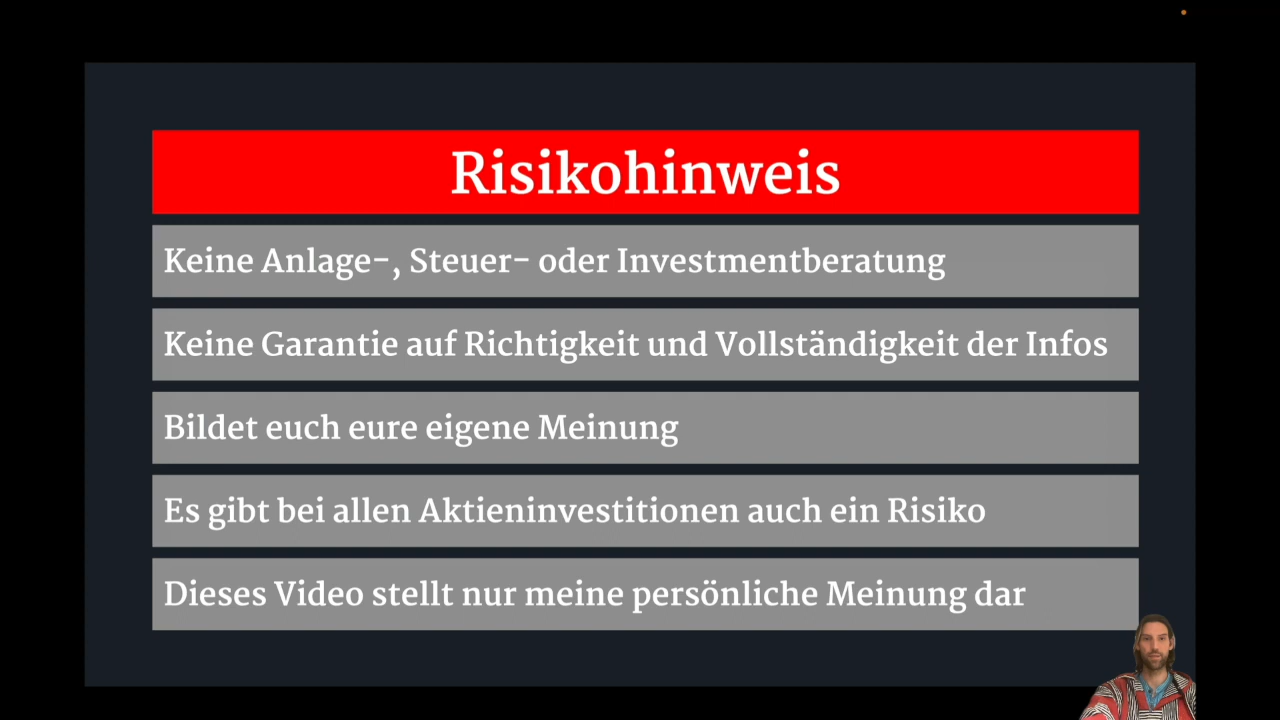 Risikohinweis
Keine Anlage-, Steuer- oder Investmentberatung
Keine Garantie auf Richtigkeit und Vollständigkeit der Infos
Bildet euch eure eigene Meinung
Es gibt bei allen Aktieninvestitionen auch ein Risiko
Dieses Video stellt nur meine persönliche Meinung dar